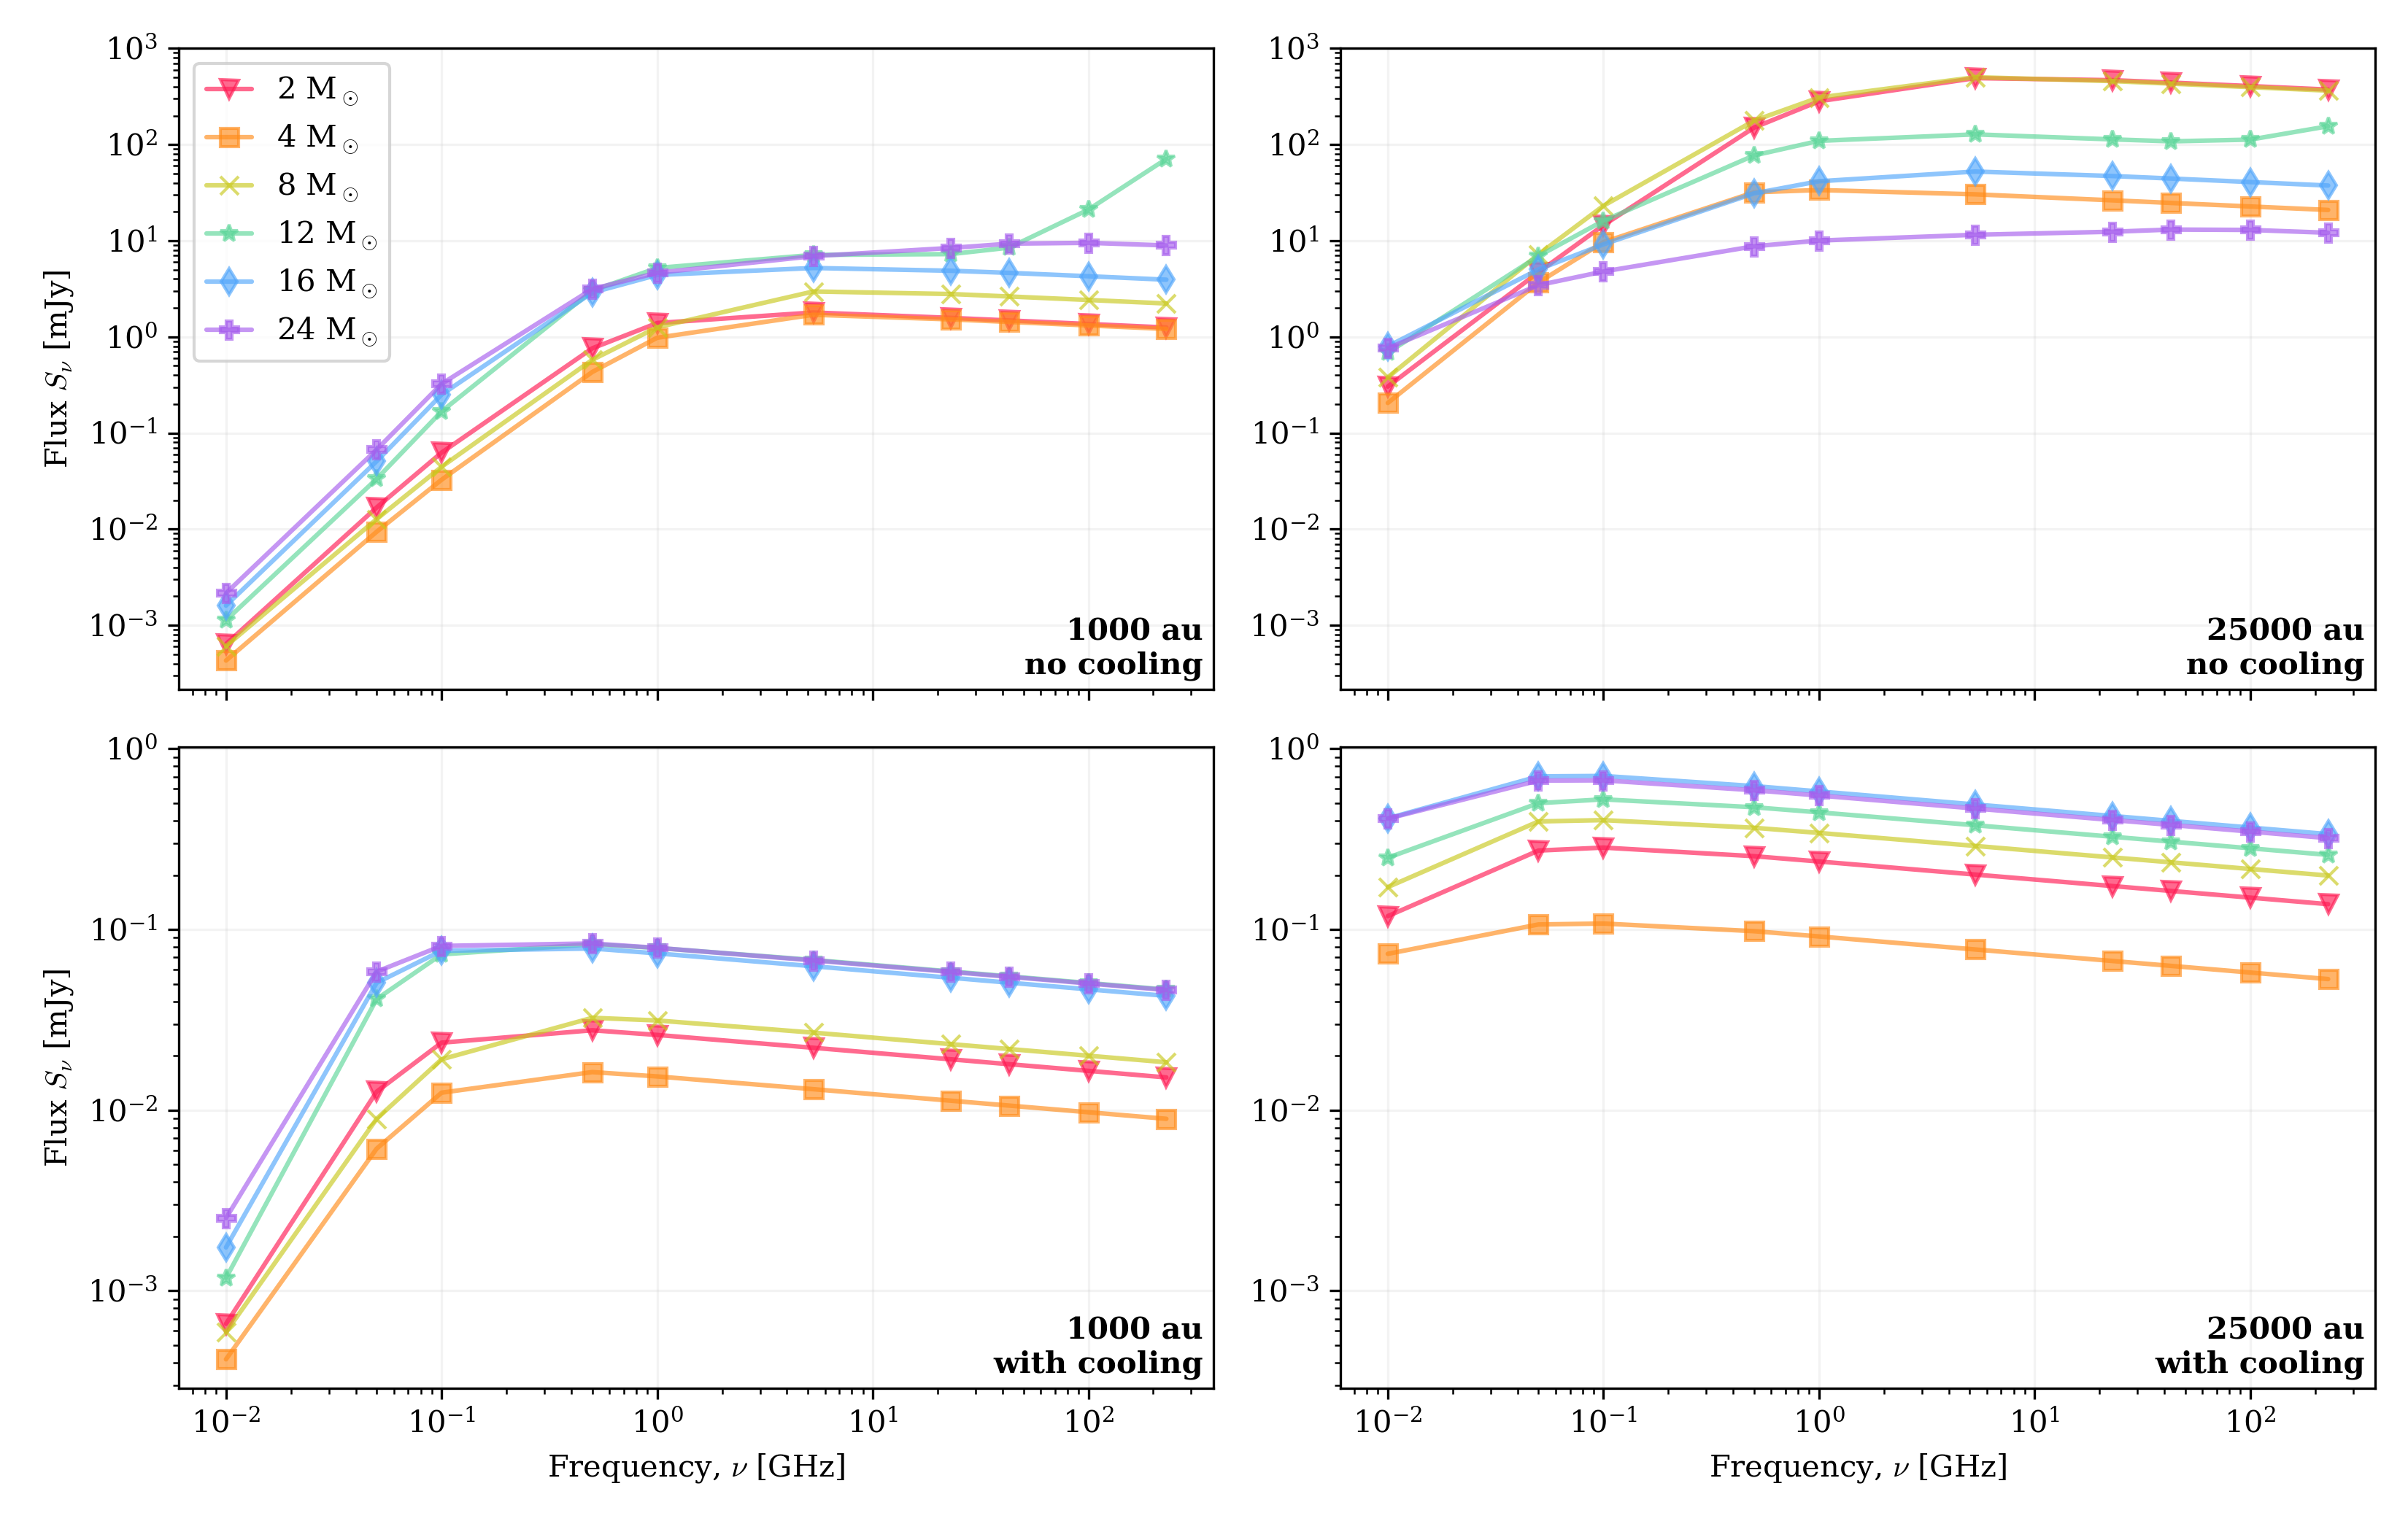 10³
10²
10¹
10⁰
10⁻¹
10⁻²
10⁻³
Flux Sᵥ [mJy]
2 M⊙
4 M⊙
8 M⊙
12 M⊙
16 M⊙
24 M⊙
1000 au
no cooling
10³
10²
10¹
10⁰
10⁻¹
10⁻²
10⁻³
25000 au
no cooling
10⁰
10⁻¹
10⁻²
10⁻³
Flux Sᵥ [mJy]
1000 au
with cooling
10⁻² 10⁻¹ 10⁰ 10¹ 10²
Frequency, ν [GHz]
10⁰
10⁻¹
10⁻²
10⁻³
25000 au
with cooling
10⁻² 10⁻¹ 10⁰ 10¹ 10²
Frequency, ν [GHz]